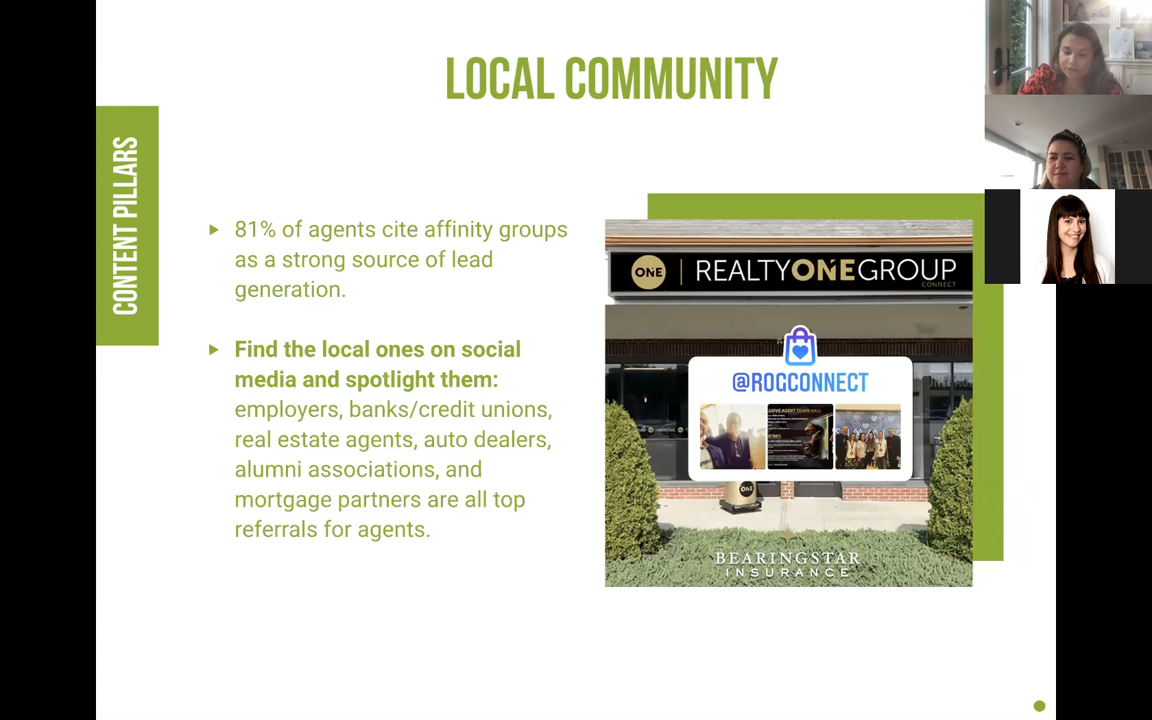 LOCAL COMMUNITY
CONTENT PILLARS
81% of agents cite affinity groups
as a strong source of lead
generation.
Find the local ones on social
media and spotlight them:
employers, banks/credit unions,
real estate agents, auto dealers,
alumni associations, and
mortgage partners are all top
referrals for agents.
ONE
REALTYONEGROUP
CONNECT
@ROGCONNECT
AGENT TOWN HALL
ONE
BEARINGSTAR
INSURANCE